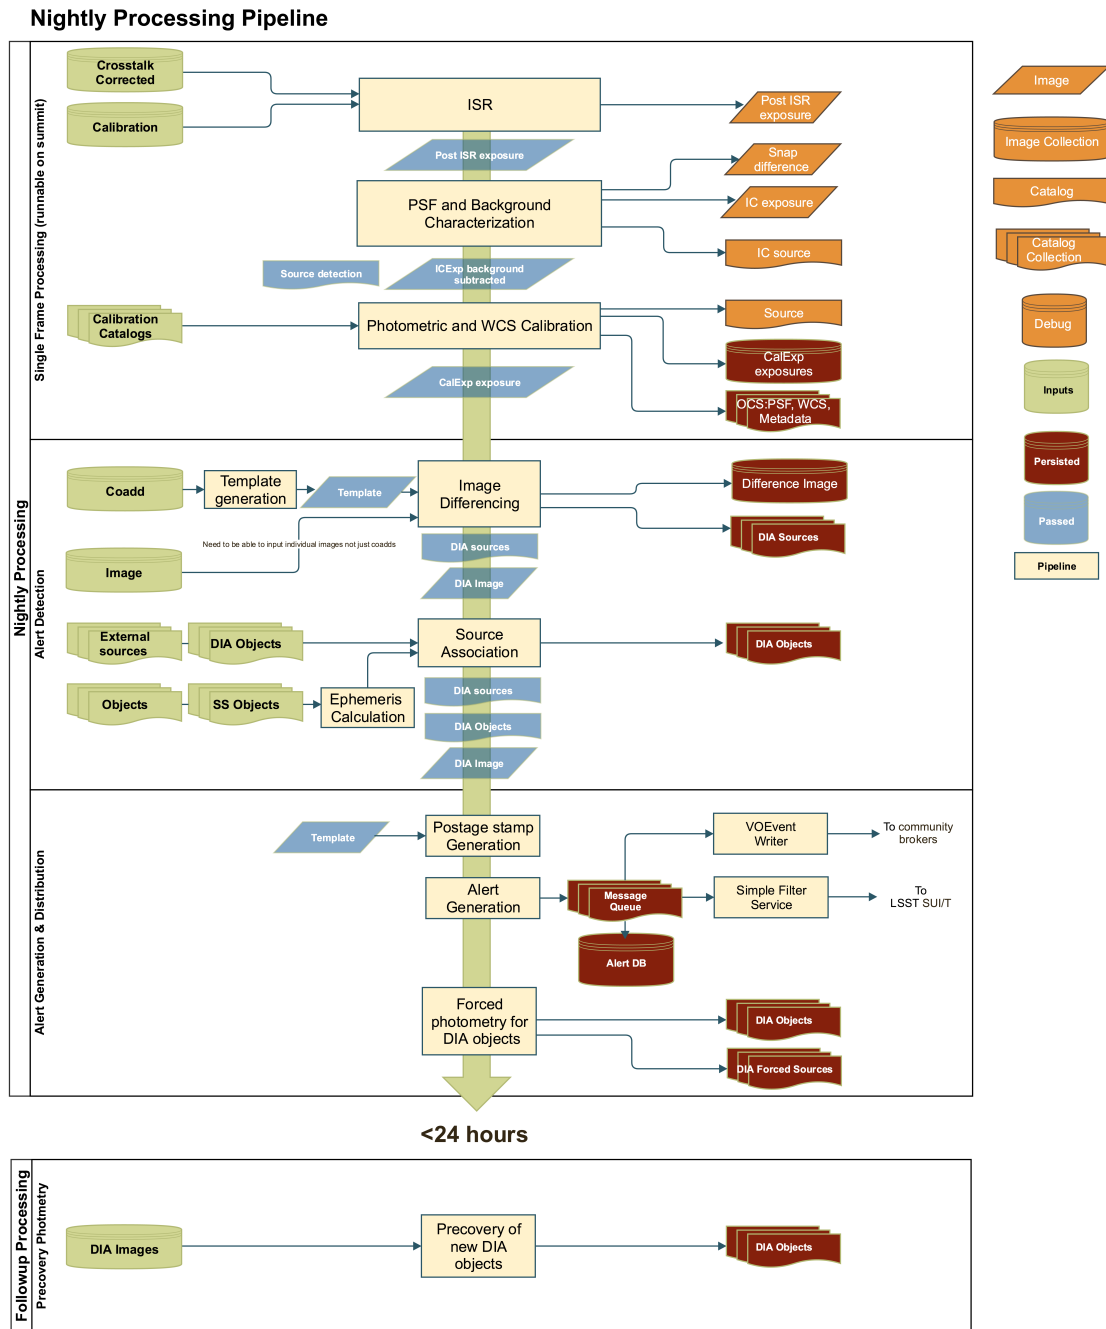 Nightly Processing Pipeline
Nightly Processing
Single Frame Processing (runnable on summit)
Crosstalk
Corrected
Calibration
ISR
Post ISR
exposure
Post ISR exposure
Snap
difference
PSF and Background
Characterization
IC exposure
IC source
Source detection
ICExp background
subtracted
Calibration
Catalogs
Photometric and WCS Calibration
Source
CalExp
exposures
CalExp exposure
OCS:PSF, WCS,
Metadata
Image
Image Collection
Catalog
Catalog
Collection
Debug
Inputs
Persisted
Passed
Pipeline
Alert Detection
Coadd
Template
generation
Template
Image
Differencing
Difference Image
DIA Sources
Need to be able to input individual images not just coadds
Image
DIA sources
DIA Image
External
sources
DIA Objects
Source
Association
DIA Objects
Objects
SS Objects
Ephemeris
Calculation
DIA sources
DIA Objects
DIA Image
Alert Generation & Distribution
Template
Postage stamp
Generation
VOEvent
Writer
To community
brokers
Alert
Generation
Message
Queue
Simple Filter
Service
To
LSST SUI/T
Alert DB
Forced
photometry for
DIA objects
DIA Objects
DIA Forced Sources
<24 hours
Followup Processing
Precovery Photmetry
DIA Images
Precovery of
new DIA
objects
DIA Objects